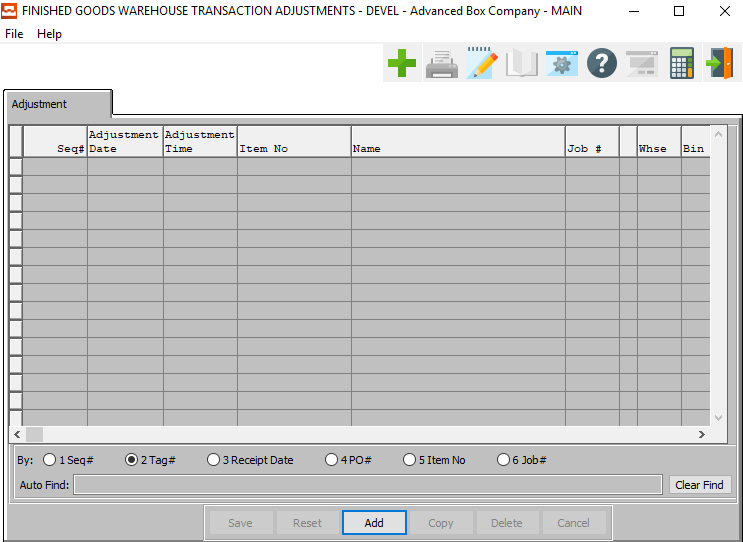 FINISHED GOODS WAREHOUSE TRANSACTION ADJUSTMENTS - DEVEL - Advanced Box Company - MAIN
File Help
Adjustment
Seq# Adjustment Date Adjustment Time Item No Name Job # Whse Bin
By: 1 Seq# 2 Tag# 3 Receipt Date 4 PO# 5 Item No 6 Job#
Auto Find: Clear Find
Save Reset Add Copy Delete Cancel